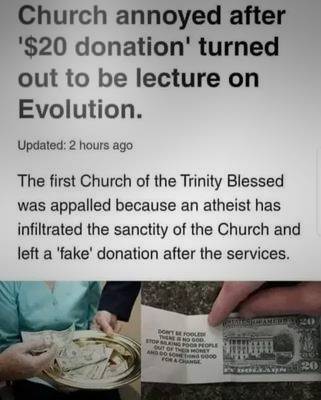 Church annoyed after
'$20 donation' turned
out to be lecture on
Evolution.
Updated: 2 hours ago
The first Church of the Trinity Blessed
was appalled because an atheist has
infiltrated the sanctity of the Church and
left a 'fake' donation after the services.
DON'T BE FOOLED!
THERE IS NO GOD.
STOP MILKING POOR PEOPLE
OUT OF THEIR MONEY
AND DO SOMETHING GOOD
FOR A CHANGE.
20
20